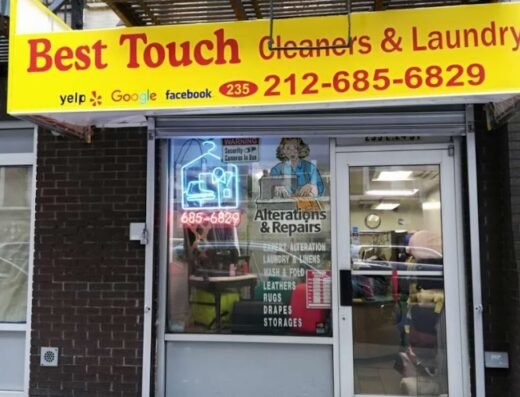 Best Touch Cleaners & Laundry
yelp Google facebook 235 212-685-6829
WARNING
Security
Cameras In Use
685-6829
Alterations
& Repairs
EXPERT ALTERATION
LAUNDRY & LINENS
WASH & FOLD
LEATHERS
RUGS
DRAPES
STORAGES